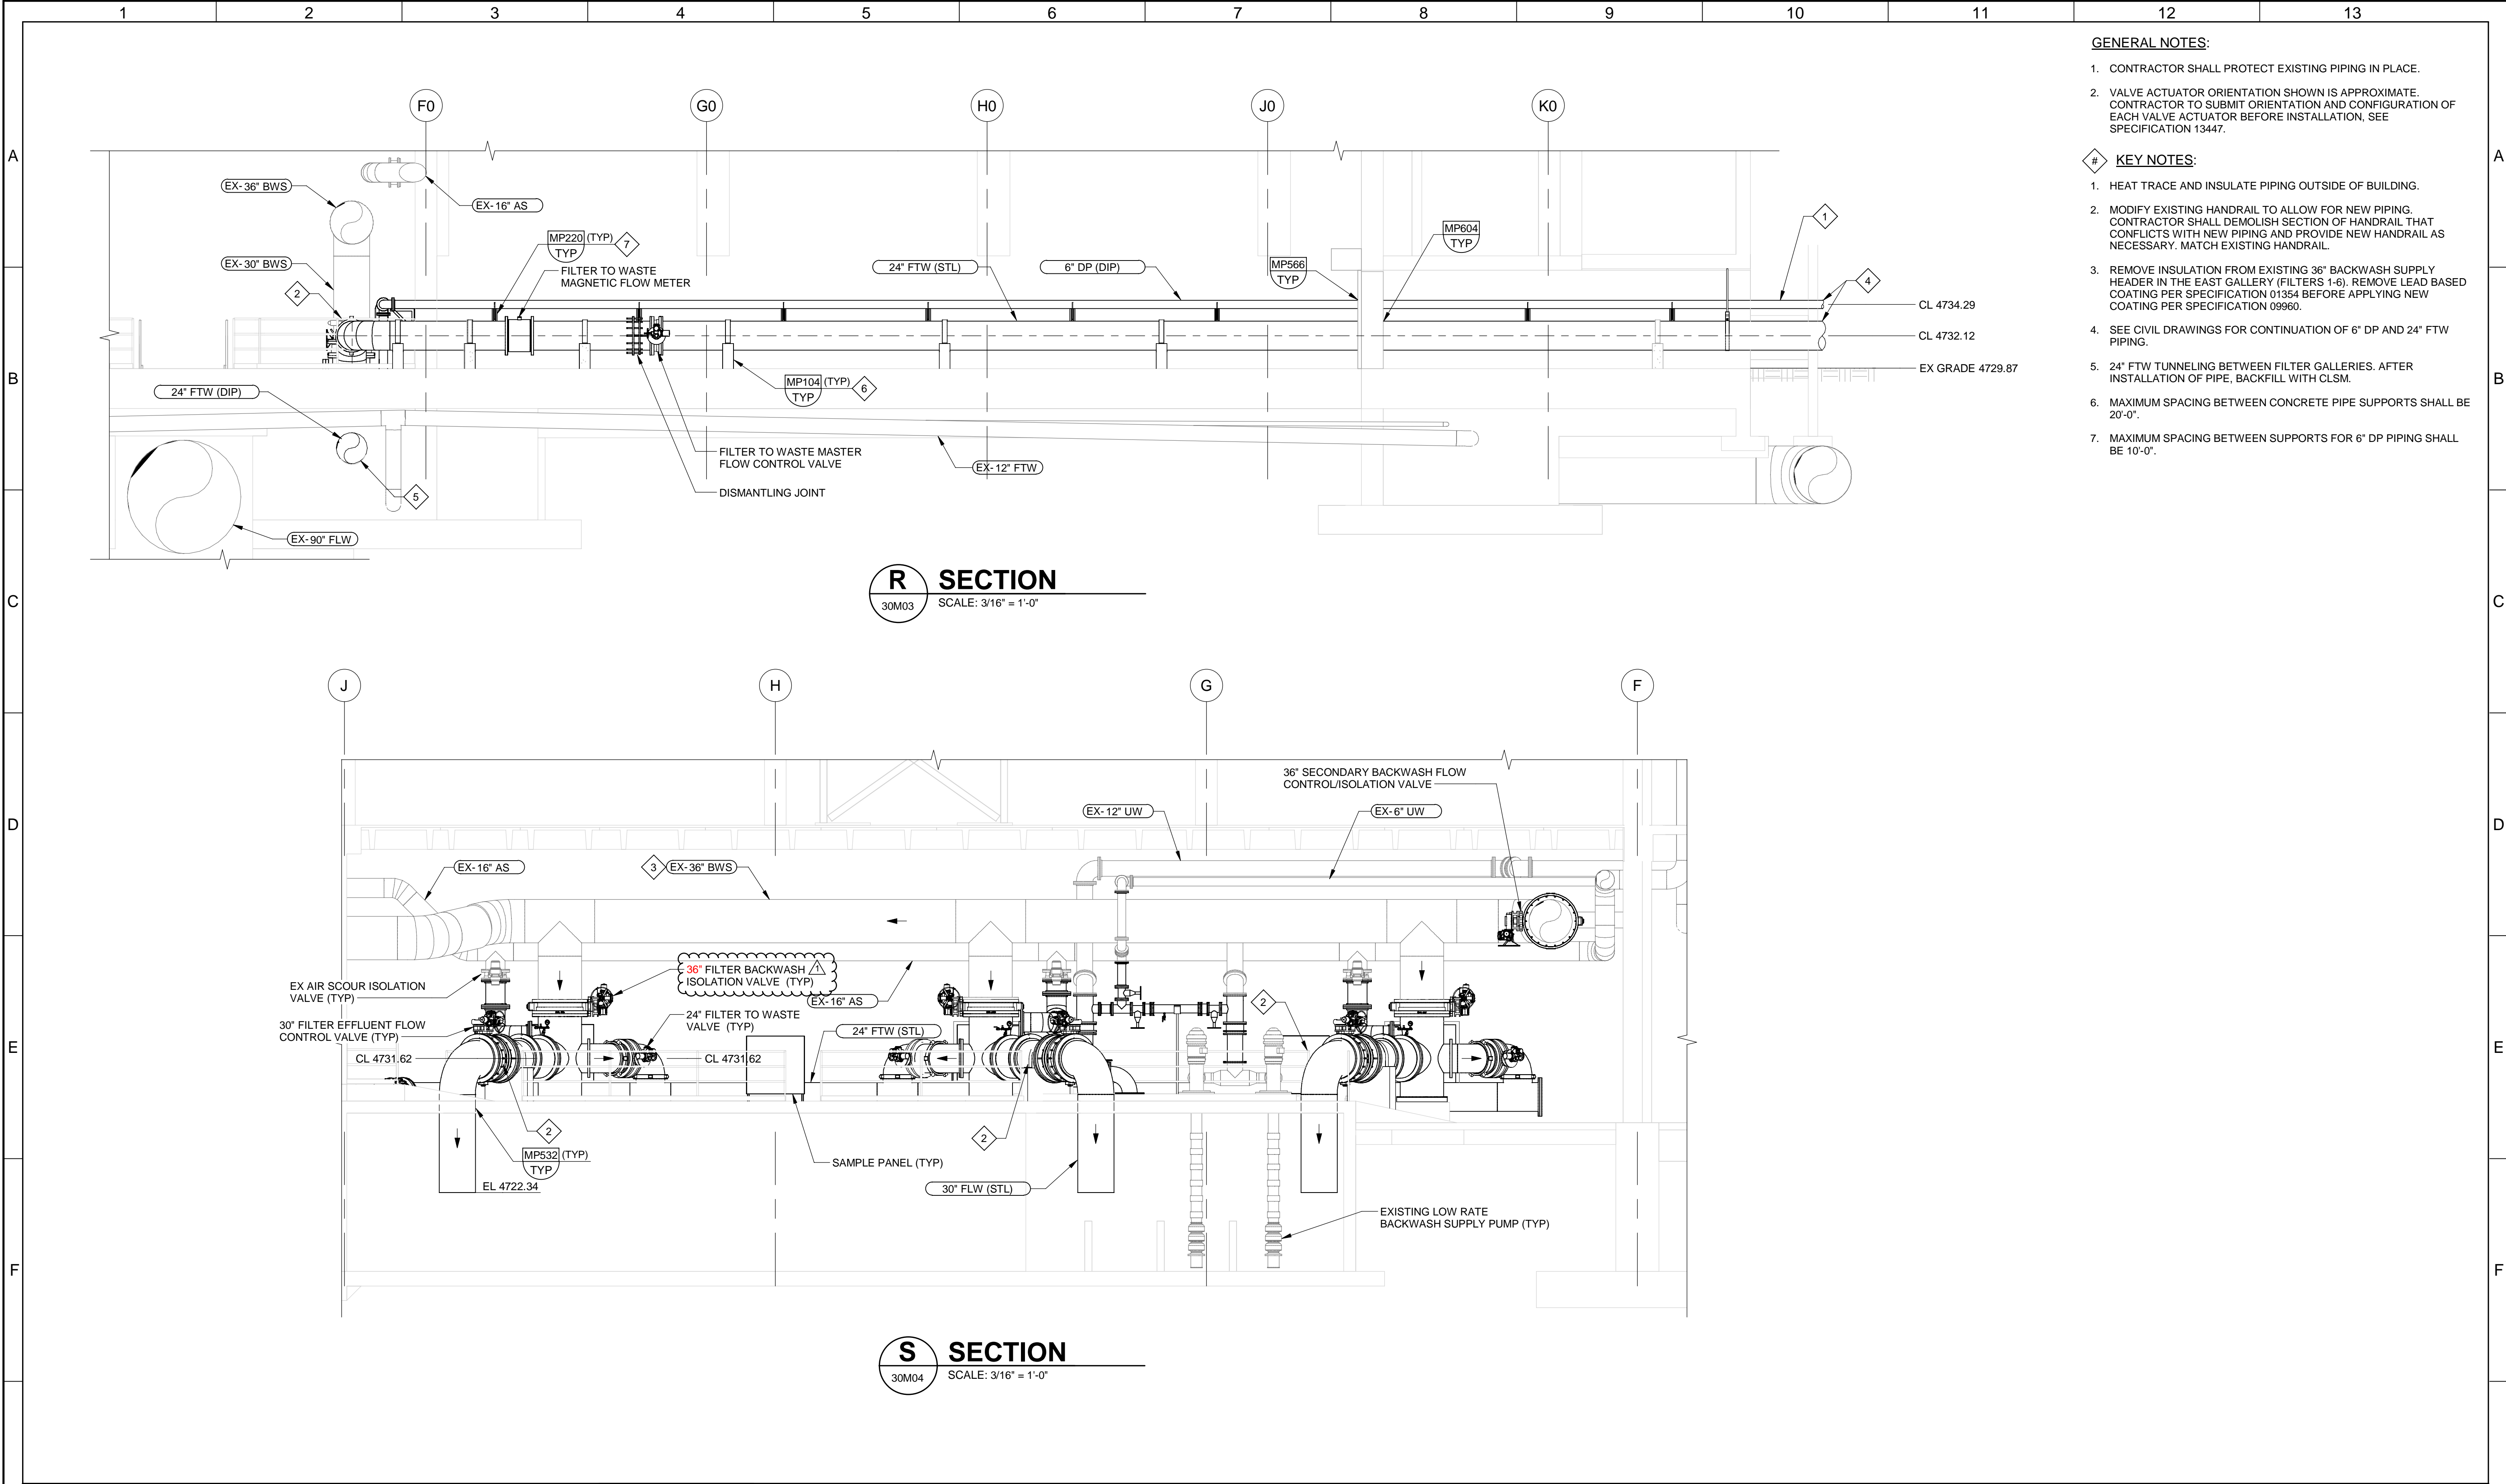 1 2 3 4 5 6 7 8 9 10 11 12 13
A
B
C
D
E
F
A
B
C
D
E
F
GENERAL NOTES:
1. CONTRACTOR SHALL PROTECT EXISTING PIPING IN PLACE.
2. VALVE ACTUATOR ORIENTATION SHOWN IS APPROXIMATE.
CONTRACTOR TO SUBMIT ORIENTATION AND CONFIGURATION OF
EACH VALVE ACTUATOR BEFORE INSTALLATION, SEE
SPECIFICATION 13447.
# KEY NOTES:
1. HEAT TRACE AND INSULATE PIPING OUTSIDE OF BUILDING.
2. MODIFY EXISTING HANDRAIL TO ALLOW FOR NEW PIPING.
CONTRACTOR SHALL DEMOLISH SECTION OF HANDRAIL THAT
CONFLICTS WITH NEW PIPING AND PROVIDE NEW HANDRAIL AS
NECESSARY. MATCH EXISTING HANDRAIL.
3. REMOVE INSULATION FROM EXISTING 36" BACKWASH SUPPLY
HEADER IN THE EAST GALLERY (FILTERS 1-6). REMOVE LEAD BASED
COATING PER SPECIFICATION 01354 BEFORE APPLYING NEW
COATING PER SPECIFICATION 09960.
4. SEE CIVIL DRAWINGS FOR CONTINUATION OF 6" DP AND 24" FTW
PIPING.
5. 24" FTW TUNNELING BETWEEN FILTER GALLERIES. AFTER
INSTALLATION OF PIPE, BACKFILL WITH CLSM.
6. MAXIMUM SPACING BETWEEN CONCRETE PIPE SUPPORTS SHALL BE
20'-0".
7. MAXIMUM SPACING BETWEEN SUPPORTS FOR 6" DP PIPING SHALL
BE 10'-0".
F0 G0 H0 J0 K0
EX-36" BWS
EX-16" AS
1
MP220 (TYP) 7
TYP
MP604
TYP
EX-30" BWS
FILTER TO WASTE
MAGNETIC FLOW METER
24" FTW (STL)
6" DP (DIP)
MP566
TYP
2
4
CL 4734.29
CL 4732.12
EX GRADE 4729.87
24" FTW (DIP)
MP104 (TYP) 6
TYP
FILTER TO WASTE MASTER
FLOW CONTROL VALVE
EX-12" FTW
5
DISMANTLING JOINT
EX-90" FLW
R SECTION
30M03 SCALE: 3/16" = 1'-0"
J H G F
36" SECONDARY BACKWASH FLOW
CONTROL/ISOLATION VALVE
EX-12" UW
EX-6" UW
EX-16" AS
3 EX-36" BWS
36" FILTER BACKWASH 1
ISOLATION VALVE (TYP)
EX AIR SCOUR ISOLATION
VALVE (TYP)
EX-16" AS
2
24" FILTER TO WASTE
VALVE (TYP)
30" FILTER EFFLUENT FLOW
CONTROL VALVE (TYP)
24" FTW (STL)
CL 4731.62
CL 4731.62
2
2
MP532 (TYP)
TYP
SAMPLE PANEL (TYP)
EL 4722.34
30" FLW (STL)
EXISTING LOW RATE
BACKWASH SUPPLY PUMP (TYP)
S SECTION
30M04 SCALE: 3/16" = 1'-0"